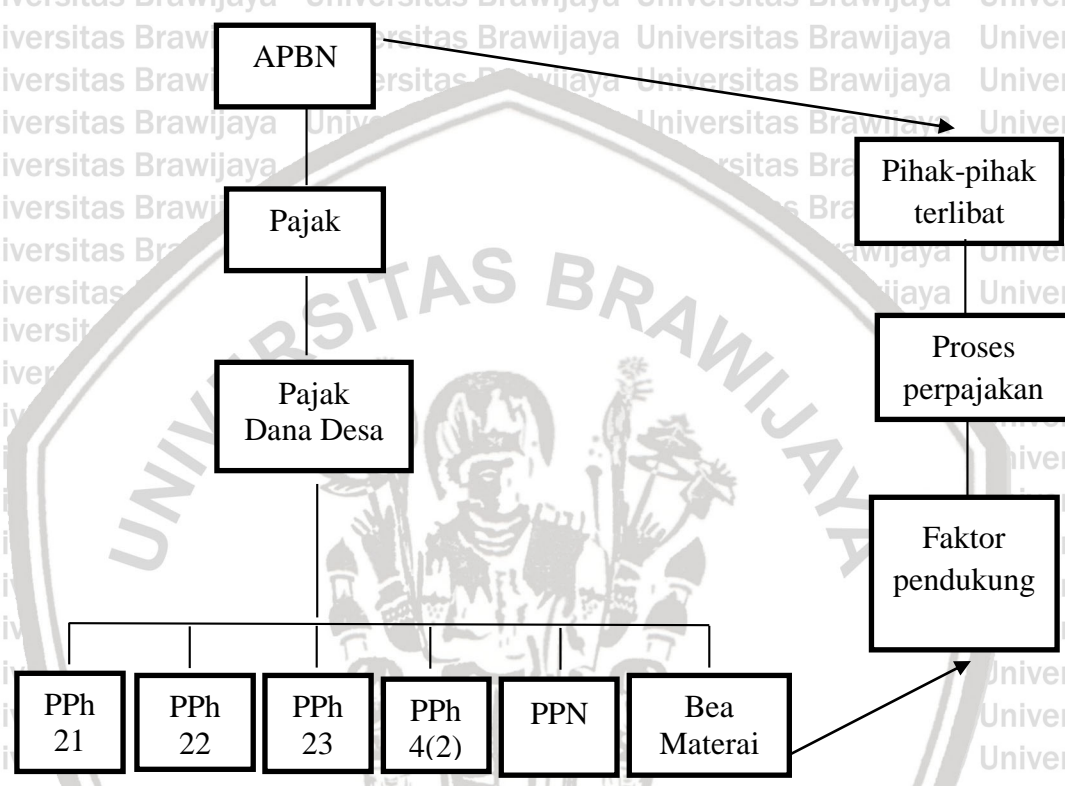 APBN
Pihak-pihak
terlibat
Pajak
Proses
perpajakan
Pajak
Dana Desa
Faktor
pendukung
PPh
21
PPh
22
PPh
23
PPh
4(2)
PPN
Bea
Materai
UNIVERSITAS BRAWIJAYA